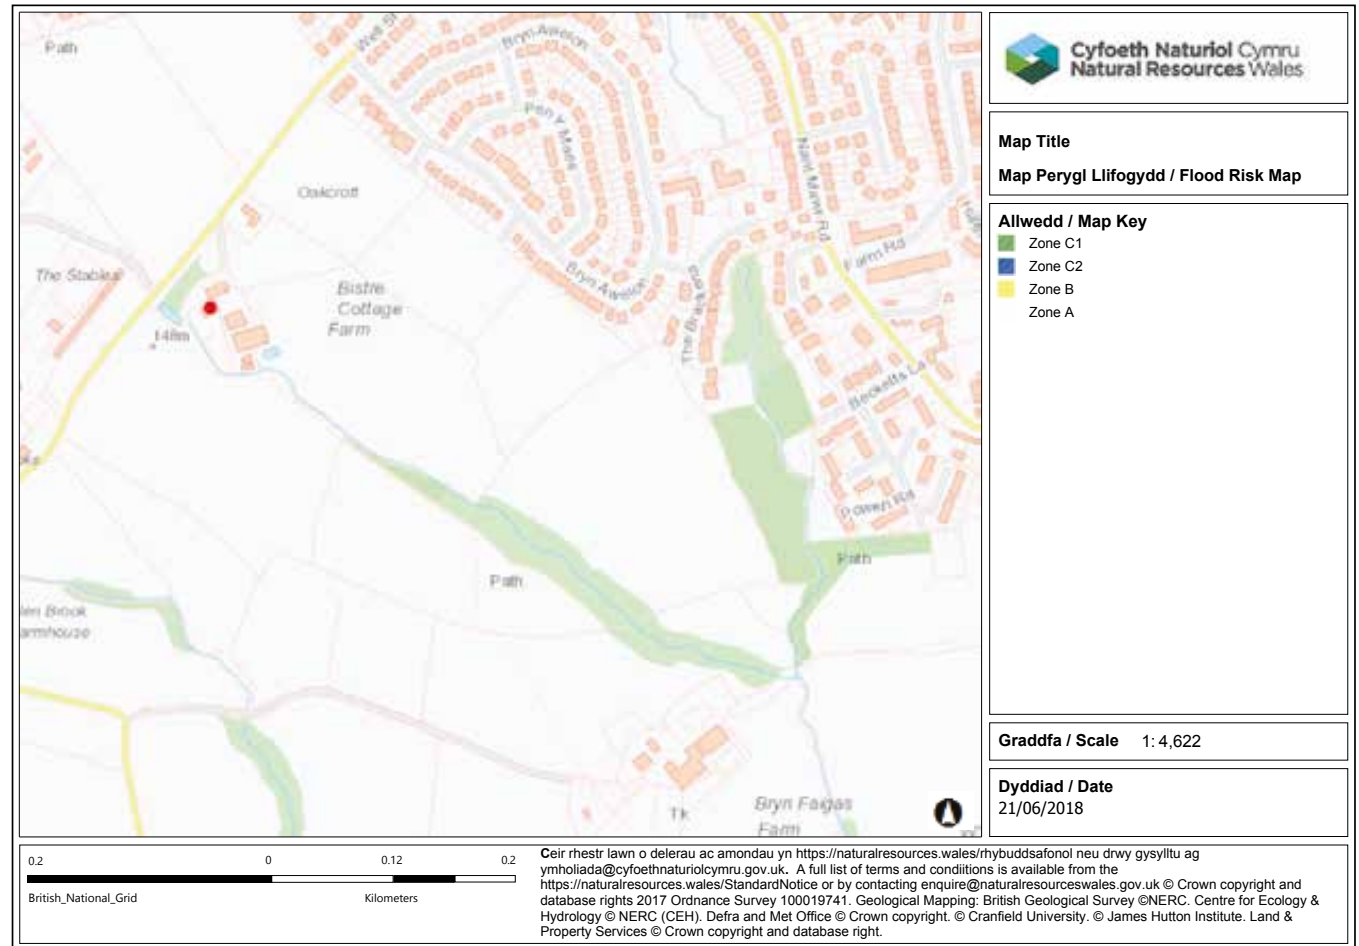 Path
Well St
Bryn Awelon
Pen Y Maes
Oakcroft
Nant Mawr Rd
Farm Rd
The Stables
Bistre
Cottage
Farm
148m
Bryn Awelon
The Brackens
Becketts La
Powen Rd
Path
Path
Brook
Tk
Bryn Faigas
Farm
Cyfoeth Naturiol Cymru
Natural Resources Wales
Map Title
Map Perygl Llifogydd / Flood Risk Map
Allwedd / Map Key
Zone C1
Zone C2
Zone B
Zone A
Graddfa / Scale 1: 4,622
Dyddiad / Date
21/06/2018
0.2 0 0.12 0.2
British_National_Grid Kilometers
Ceir rhestr lawn o delerau ac amondau yn https://naturalresources.wales/rhybuddsafonol neu drwy gysylltu ag
ymholiada@cyfoethnaturiolcymru.gov.uk. A full list of terms and condiitions is available from the
https://naturalresources.wales/StandardNotice or by contacting enquire@naturalresourceswales.gov.uk © Crown copyright and
database rights 2017 Ordnance Survey 100019741. Geological Mapping: British Geological Survey ©NERC. Centre for Ecology &
Hydrology © NERC (CEH). Defra and Met Office © Crown copyright. © Cranfield University. © James Hutton Institute. Land &
Property Services © Crown copyright and database right.